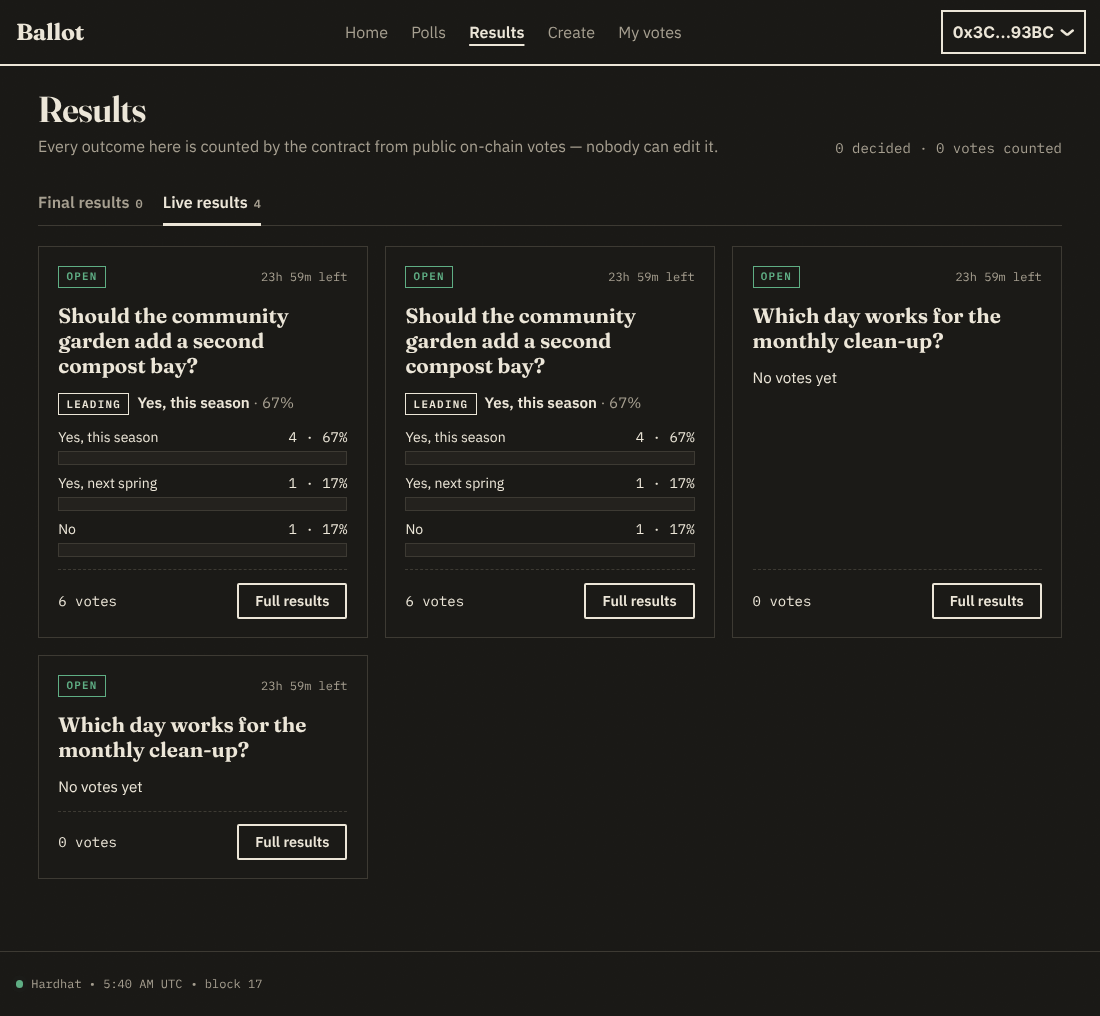 Ballot
Home Polls Results Create My votes
0x3C...93BC
Results
Every outcome here is counted by the contract from public on-chain votes — nobody can edit it.
0 decided · 0 votes counted
Final results 0 Live results 4
OPEN 23h 59m left
Should the community
garden add a second
compost bay?
LEADING Yes, this season · 67%
Yes, this season 4 · 67%
Yes, next spring 1 · 17%
No 1 · 17%
6 votes Full results
OPEN 23h 59m left
Should the community
garden add a second
compost bay?
LEADING Yes, this season · 67%
Yes, this season 4 · 67%
Yes, next spring 1 · 17%
No 1 · 17%
6 votes Full results
OPEN 23h 59m left
Which day works for the
monthly clean-up?
No votes yet
0 votes Full results
OPEN 23h 59m left
Which day works for the
monthly clean-up?
No votes yet
0 votes Full results
Hardhat • 5:40 AM UTC • block 17